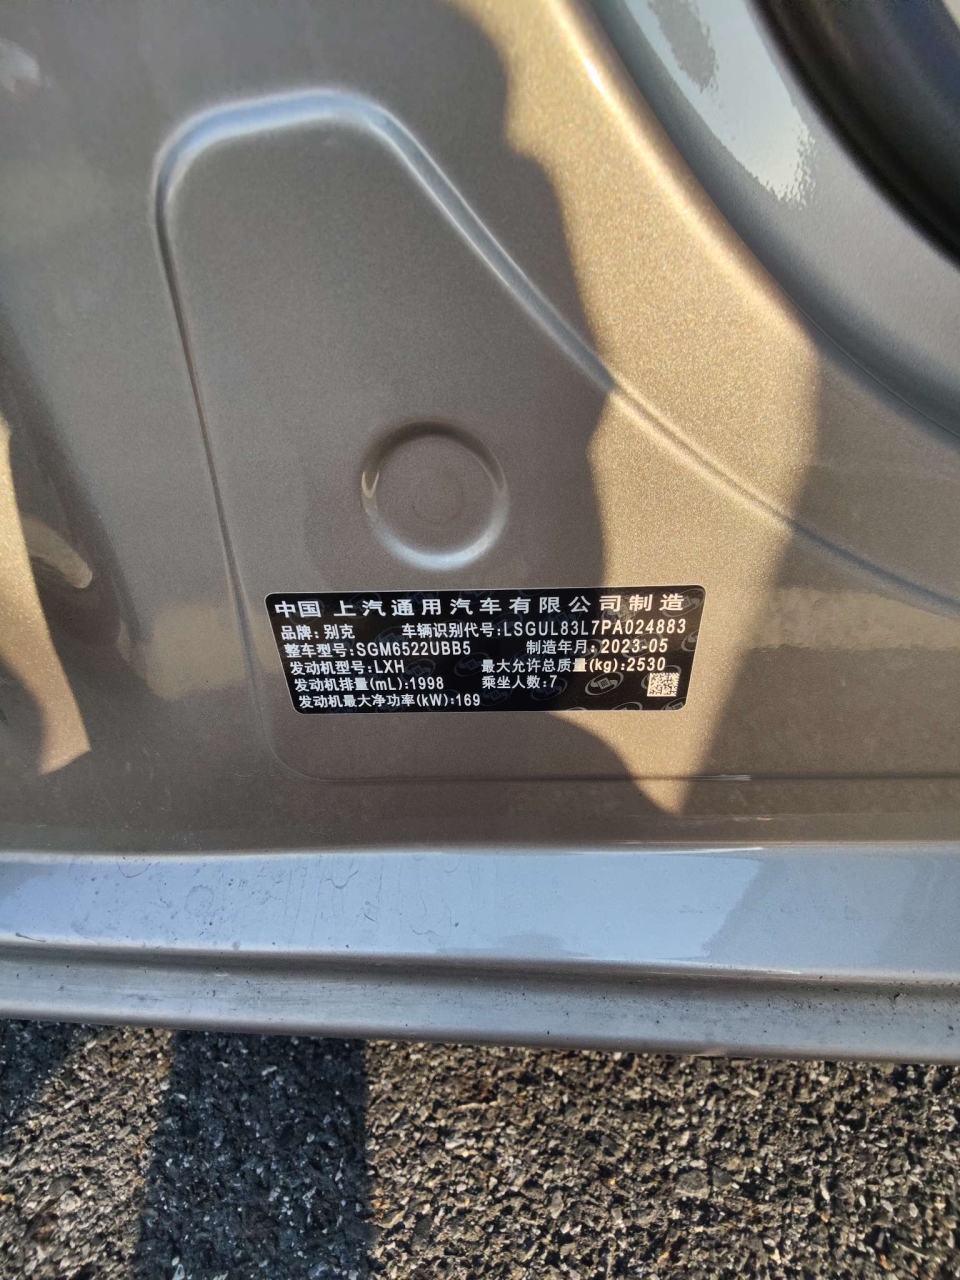 中国 上汽通用汽车有限公司制造
品牌:别克 车辆识别代号:LSGUL83L7PA024883
整车型号:SGM6522UBB5 制造年月:2023-05
发动机型号:LXH 最大允许总质量(kg):2530
发动机排量(mL):1998 乘坐人数:7
发动机最大净功率(kW):169